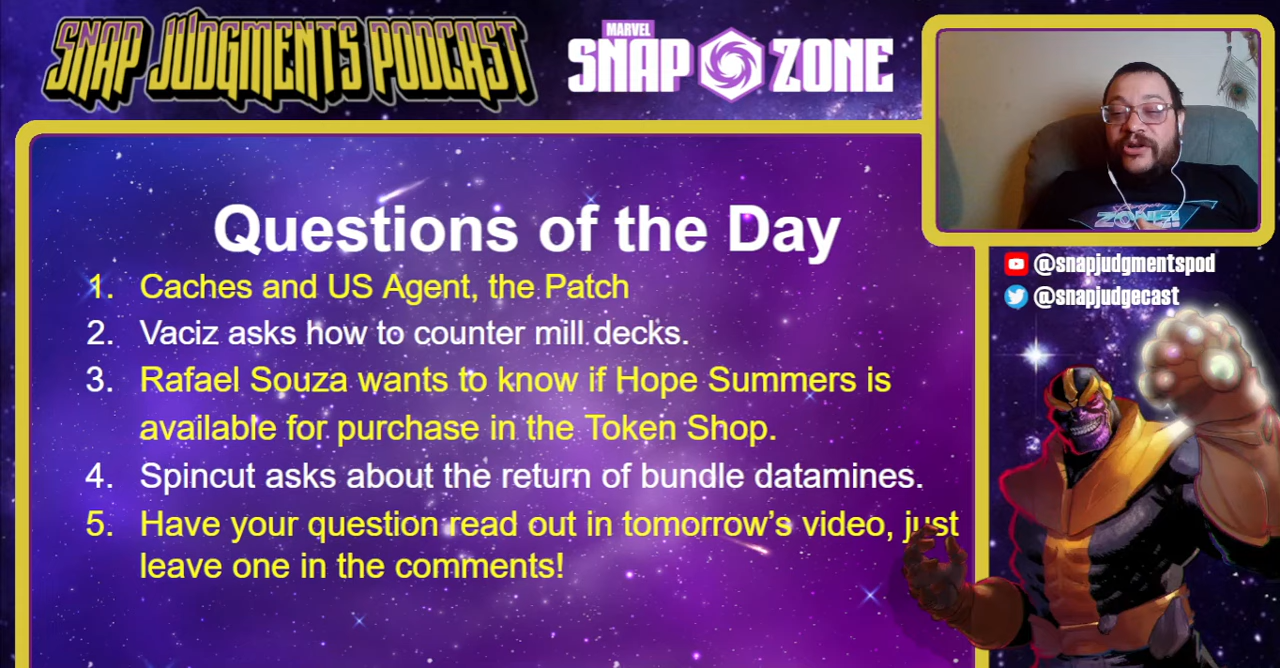 SNAP JUDGMENTS PODCAST
MARVEL
SNAP ZONE
Questions of the Day
1. Caches and US Agent, the Patch
2. Vaciz asks how to counter mill decks.
3. Rafael Souza wants to know if Hope Summers is
available for purchase in the Token Shop.
4. Spincut asks about the return of bundle datamines.
5. Have your question read out in tomorrow's video, just
leave one in the comments!
ZONE!
@snapjudgmentspod
@snapjudgecast